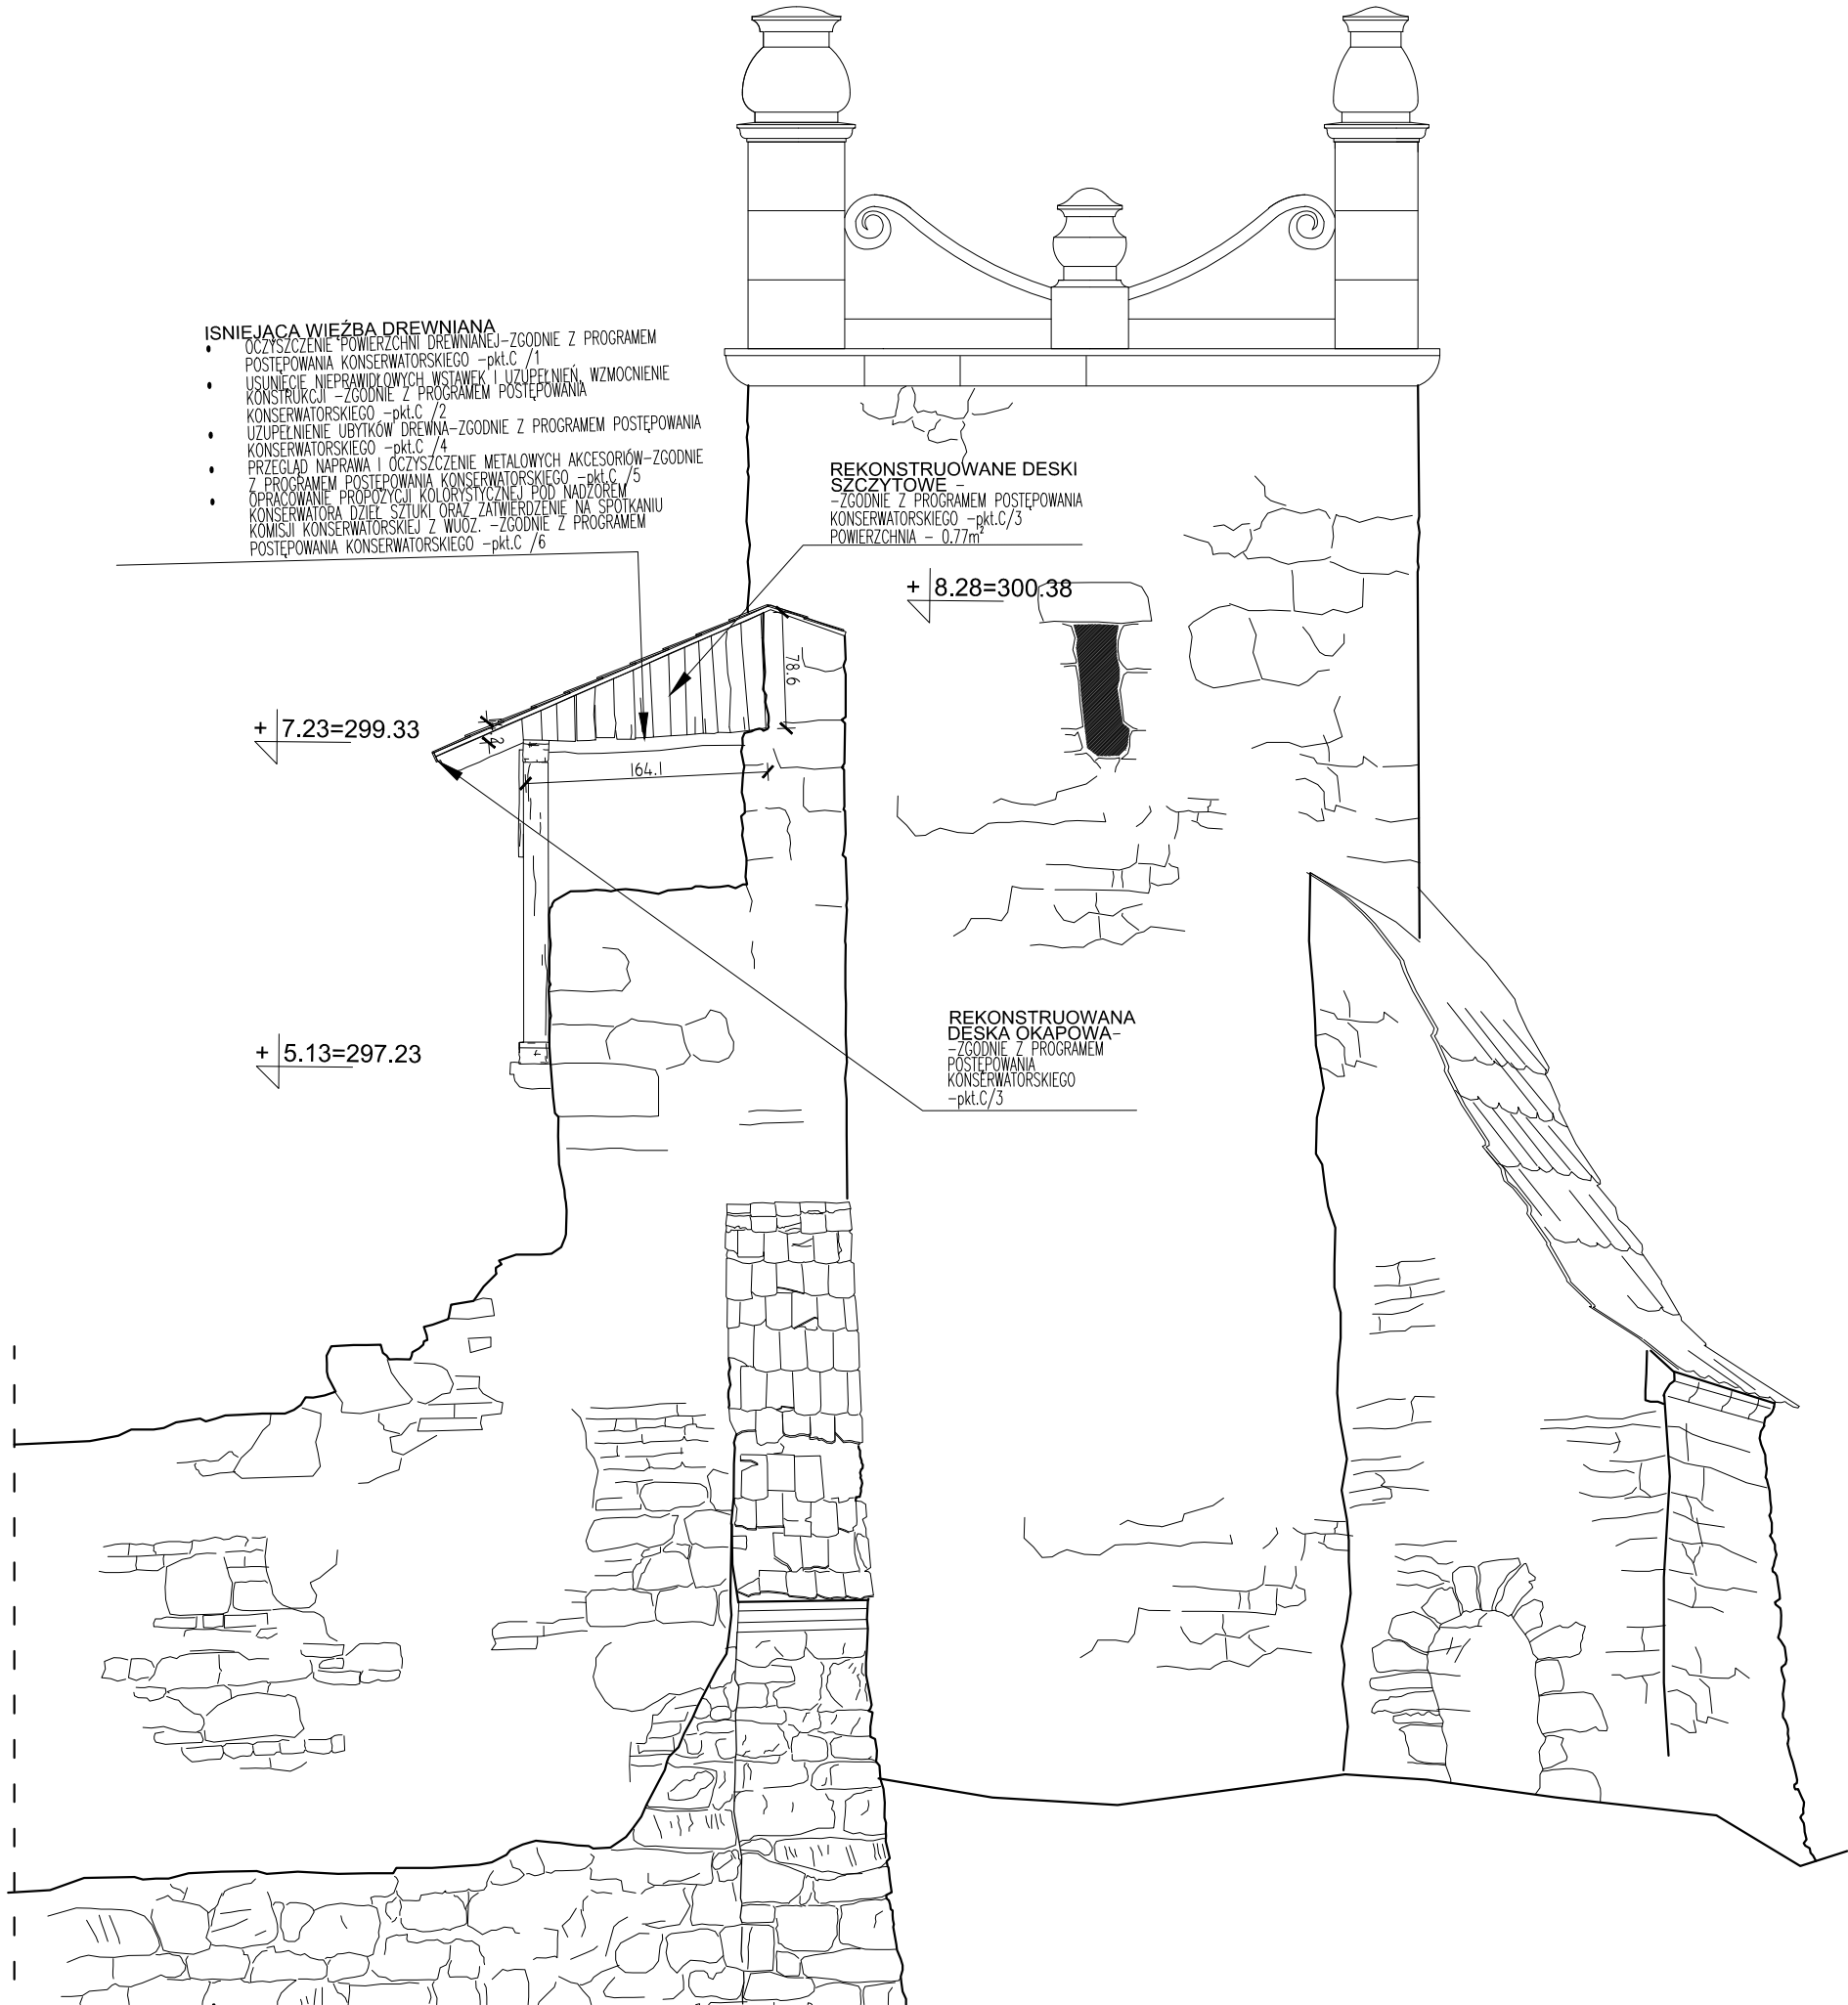 ISNIEJĄCA WIĘŹBA DREWNIANA
• OCZYSZCZENIE POWIERZCHNI DREWNIANEJ-ZGODNIE Z PROGRAMEM
POSTĘPOWANIA KONSERWATORSKIEGO -pkt.C /1
• USUNIĘCIE NIEPRAWIDŁOWYCH WSTAWEK I UZUPEŁNIEŃ, WZMOCNIENIE
KONSTRUKCJI -ZGODNIE Z PROGRAMEM POSTĘPOWANIA
KONSERWATORSKIEGO -pkt.C /2
• UZUPEŁNIENIE UBYTKÓW DREWNA-ZGODNIE Z PROGRAMEM POSTĘPOWANIA
KONSERWATORSKIEGO -pkt.C /4
• PRZEGLĄD NAPRAWA I OCZYSZCZENIE METALOWYCH AKCESORIÓW-ZGODNIE
Z PROGRAMEM POSTĘPOWANIA KONSERWATORSKIEGO -pkt.C /5
• OPRACOWANIE PROPOZYCJI KOLORYSTYCZNEJ POD NADZOREM
KONSERWATORA DZIEŁ SZTUKI ORAZ ZATWIERDZENIE NA SPOTKANIU
KOMISJI KONSERWATORSKIEJ Z WUOZ. -ZGODNIE Z PROGRAMEM
POSTĘPOWANIA KONSERWATORSKIEGO -pkt.C /6
REKONSTRUOWANE DESKI
SZCZYTOWE -
-ZGODNIE Z PROGRAMEM POSTĘPOWANIA
KONSERWATORSKIEGO -pkt.C/3
POWIERZCHNIA - 0.77m²
+ 8.28=300.38
78.6
+ 7.23=299.33
164.1
REKONSTRUOWANA
DESKA OKAPOWA-
-ZGODNIE Z PROGRAMEM
POSTĘPOWANIA
KONSERWATORSKIEGO
-pkt.C/3
+ 5.13=297.23